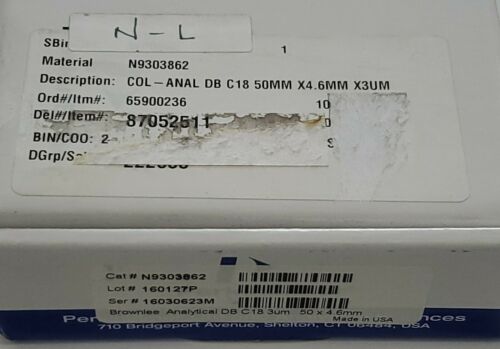 N-L
SBin
1
Material N9303862
Description: COL-ANAL DB C18 50MM X4.6MM X3UM
Ord#/Itm#: 65900236 10
Del#/Item#: 87052511
BIN/COO: 2
Cat # N9303862
Lot # 160127P
Ser # 16030623M
Brownlee Analytical DB C18 3um 50 x 4.6mm
Made in USA
710 Bridgeport Avenue, Shelton, CT 06484, USA